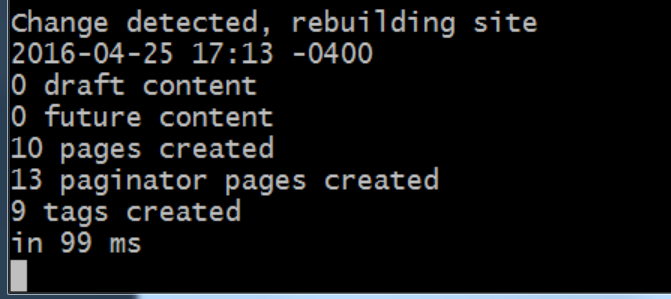 Change detected, rebuilding site
2016-04-25 17:13 -0400
0 draft content
0 future content
10 pages created
13 paginator pages created
9 tags created
in 99 ms